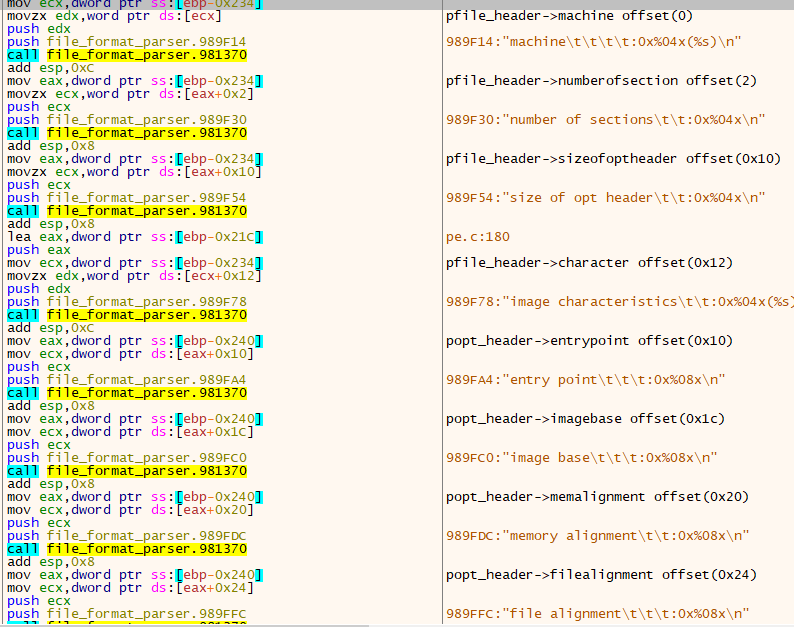 mov ecx,dword ptr ss:[ebp-0x234]
movzx edx,word ptr ds:[ecx] pfile_header->machine offset(0)
push edx
push file_format_parser.989F14 989F14:"machine\t\t\t\t:0x%04x(%s)\n"
call file_format_parser.981370
add esp,0xC
mov eax,dword ptr ss:[ebp-0x234] pfile_header->numberofsection offset(2)
movzx ecx,word ptr ds:[eax+0x2]
push ecx
push file_format_parser.989F30 989F30:"number of sections\t\t:0x%04x\n"
call file_format_parser.981370
add esp,0x8
mov eax,dword ptr ss:[ebp-0x234] pfile_header->sizeofoptheader offset(0x10)
movzx ecx,word ptr ds:[eax+0x10]
push ecx
push file_format_parser.989F54 989F54:"size of opt header\t\t:0x%04x\n"
call file_format_parser.981370
add esp,0x8
lea eax,dword ptr ss:[ebp-0x21C] pe.c:180
push eax
mov ecx,dword ptr ss:[ebp-0x234] pfile_header->character offset(0x12)
movzx edx,word ptr ds:[ecx+0x12]
push edx
push file_format_parser.989F78 989F78:"image characteristics\t\t:0x%04x(%s)
call file_format_parser.981370
add esp,0xC
mov eax,dword ptr ss:[ebp-0x240] popt_header->entrypoint offset(0x10)
mov ecx,dword ptr ds:[eax+0x10]
push ecx
push file_format_parser.989FA4 989FA4:"entry point\t\t\t:0x%08x\n"
call file_format_parser.981370
add esp,0x8
mov eax,dword ptr ss:[ebp-0x240] popt_header->imagebase offset(0x1c)
mov ecx,dword ptr ds:[eax+0x1C]
push ecx
push file_format_parser.989FC0 989FC0:"image base\t\t\t:0x%08x\n"
call file_format_parser.981370
add esp,0x8
mov eax,dword ptr ss:[ebp-0x240] popt_header->memalignment offset(0x20)
mov ecx,dword ptr ds:[eax+0x20]
push ecx
push file_format_parser.989FDC 989FDC:"memory alignment\t\t:0x%08x\n"
call file_format_parser.981370
add esp,0x8
mov eax,dword ptr ss:[ebp-0x240] popt_header->filealignment offset(0x24)
mov ecx,dword ptr ds:[eax+0x24]
push ecx
push file_format_parser.989FFC 989FFC:"file alignment\t\t\t:0x%08x\n"